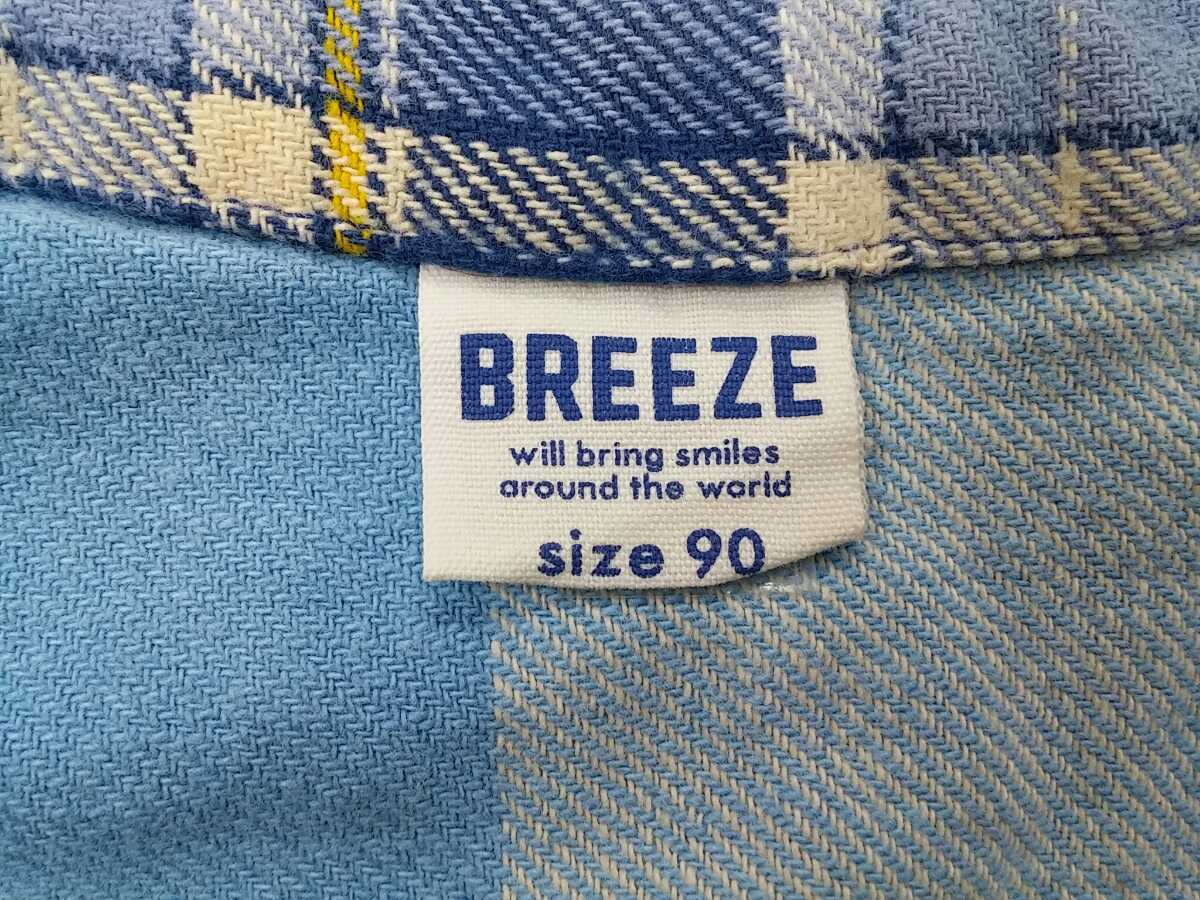 BREEZE
will bring smiles
around the world
size 90